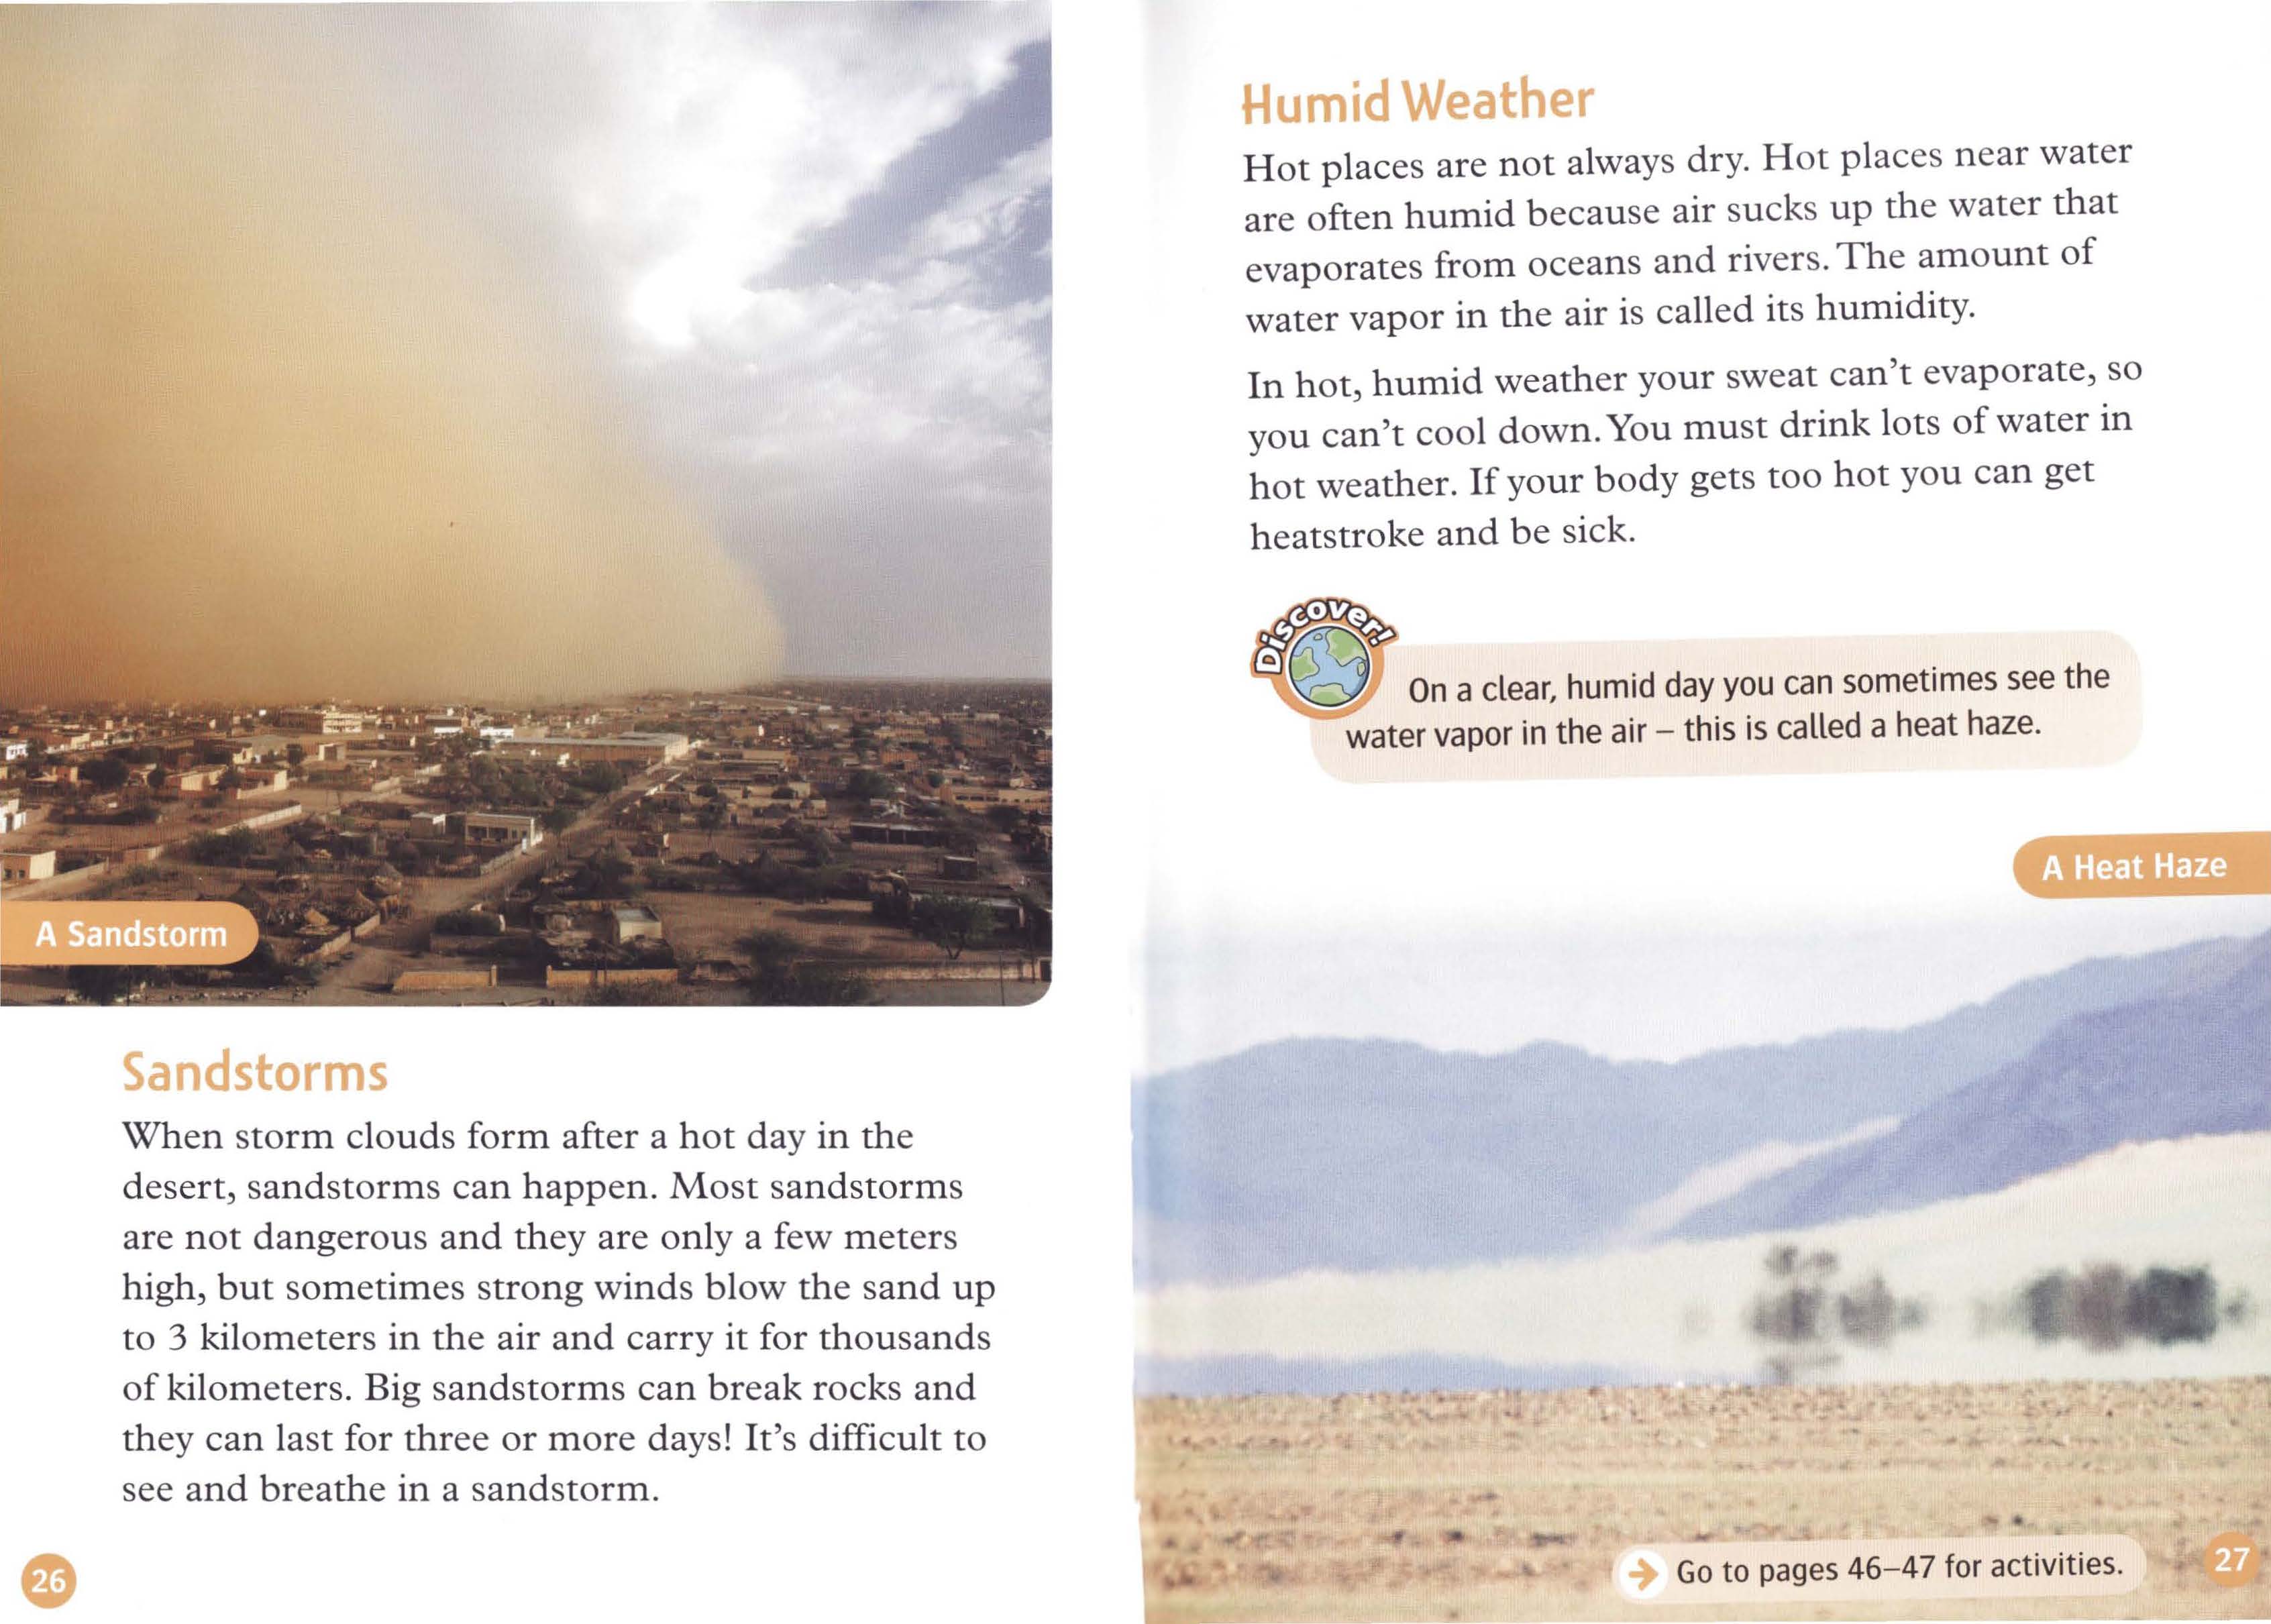 A Sandstorm
Sandstorms
When storm clouds form after a hot day in the
desert, sandstorms can happen. Most sandstorms
are not dangerous and they are only a few meters
high, but sometimes strong winds blow the sand up
to 3 kilometers in the air and carry it for thousands
of kilometers. Big sandstorms can break rocks and
they can last for three or more days! It's difficult to
see and breathe in a sandstorm.
26
Humid Weather
Hot places are not always dry. Hot places near water
are often humid because air sucks up the water that
evaporates from oceans and rivers. The amount of
water vapor in the air is called its humidity.
In hot, humid weather your sweat can't evaporate, so
you can't cool down. You must drink lots of water in
hot weather. If your body gets too hot you can get
heatstroke and be sick.
Discover!
On a clear, humid day you can sometimes see the
water vapor in the air – this is called a heat haze.
A Heat Haze
Go to pages 46–47 for activities.
27